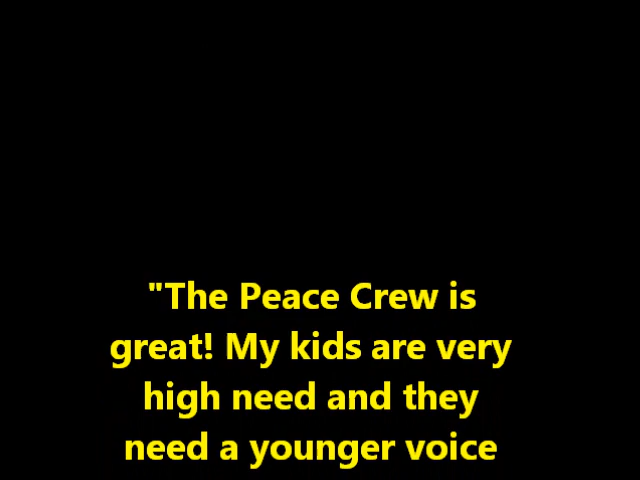 "The Peace Crew is
great! My kids are very
high need and they
need a younger voice